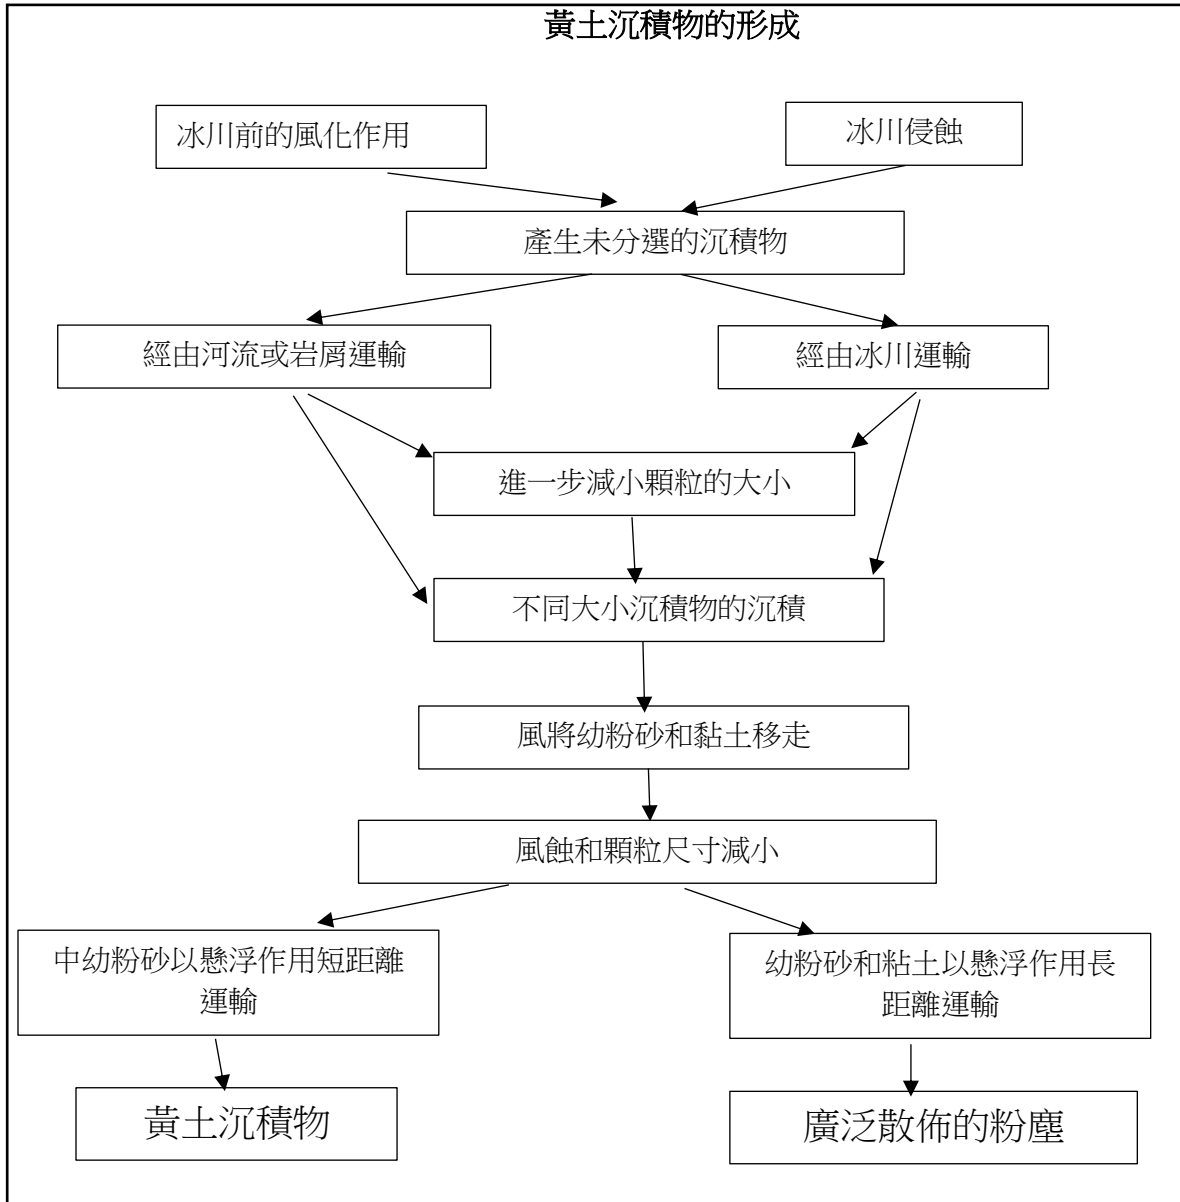 黃土沉積物的形成
冰川前的風化作用
冰川侵蝕
產生未分選的沉積物
經由河流或岩屑運輸
經由冰川運輸
進一步減小顆粒的大小
不同大小沉積物的沉積
風將幼粉砂和黏土移走
風蝕和顆粒尺寸減小
中幼粉砂以懸浮作用短距離
運輸
幼粉砂和粘土以懸浮作用長
距離運輸
黃土沉積物
廣泛散佈的粉塵